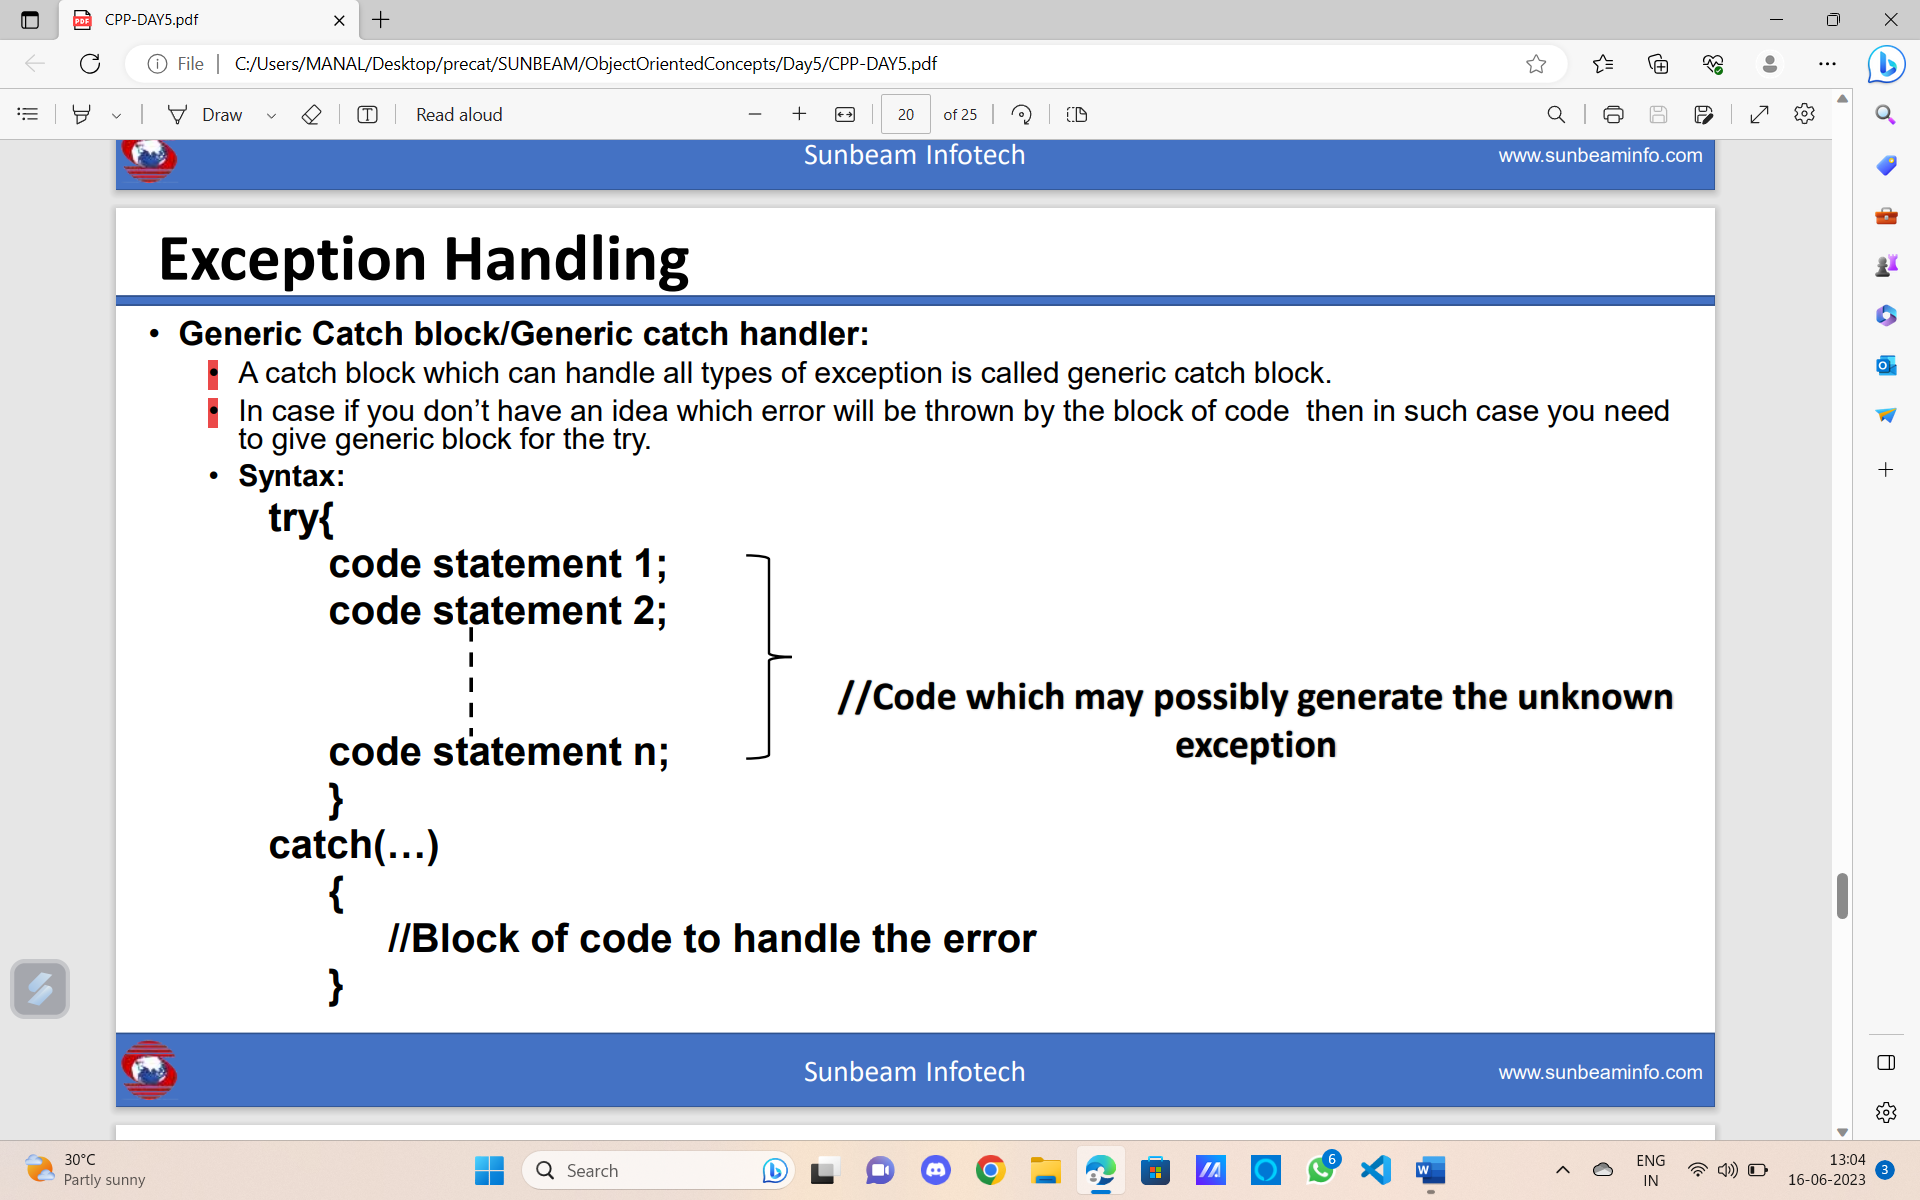 CPP-DAY5.pdf
File
C:/Users/MANAL/Desktop/precat/SUNBEAM/ObjectOrientedConcepts/Day5/CPP-DAY5.pdf
Draw
Read aloud
20
of 25
Sunbeam Infotech
www.sunbeaminfo.com
Exception Handling
• Generic Catch block/Generic catch handler:
• A catch block which can handle all types of exception is called generic catch block.
• In case if you don’t have an idea which error will be thrown by the block of code then in such case you need
to give generic block for the try.
• Syntax:
try{
code statement 1;
code statement 2;
code statement n;
//Code which may possibly generate the unknown
exception
}
catch(…)
{
//Block of code to handle the error
}
Sunbeam Infotech
www.sunbeaminfo.com
30°C
Partly sunny
Search
6
ENG
IN
13:04
16-06-2023
3